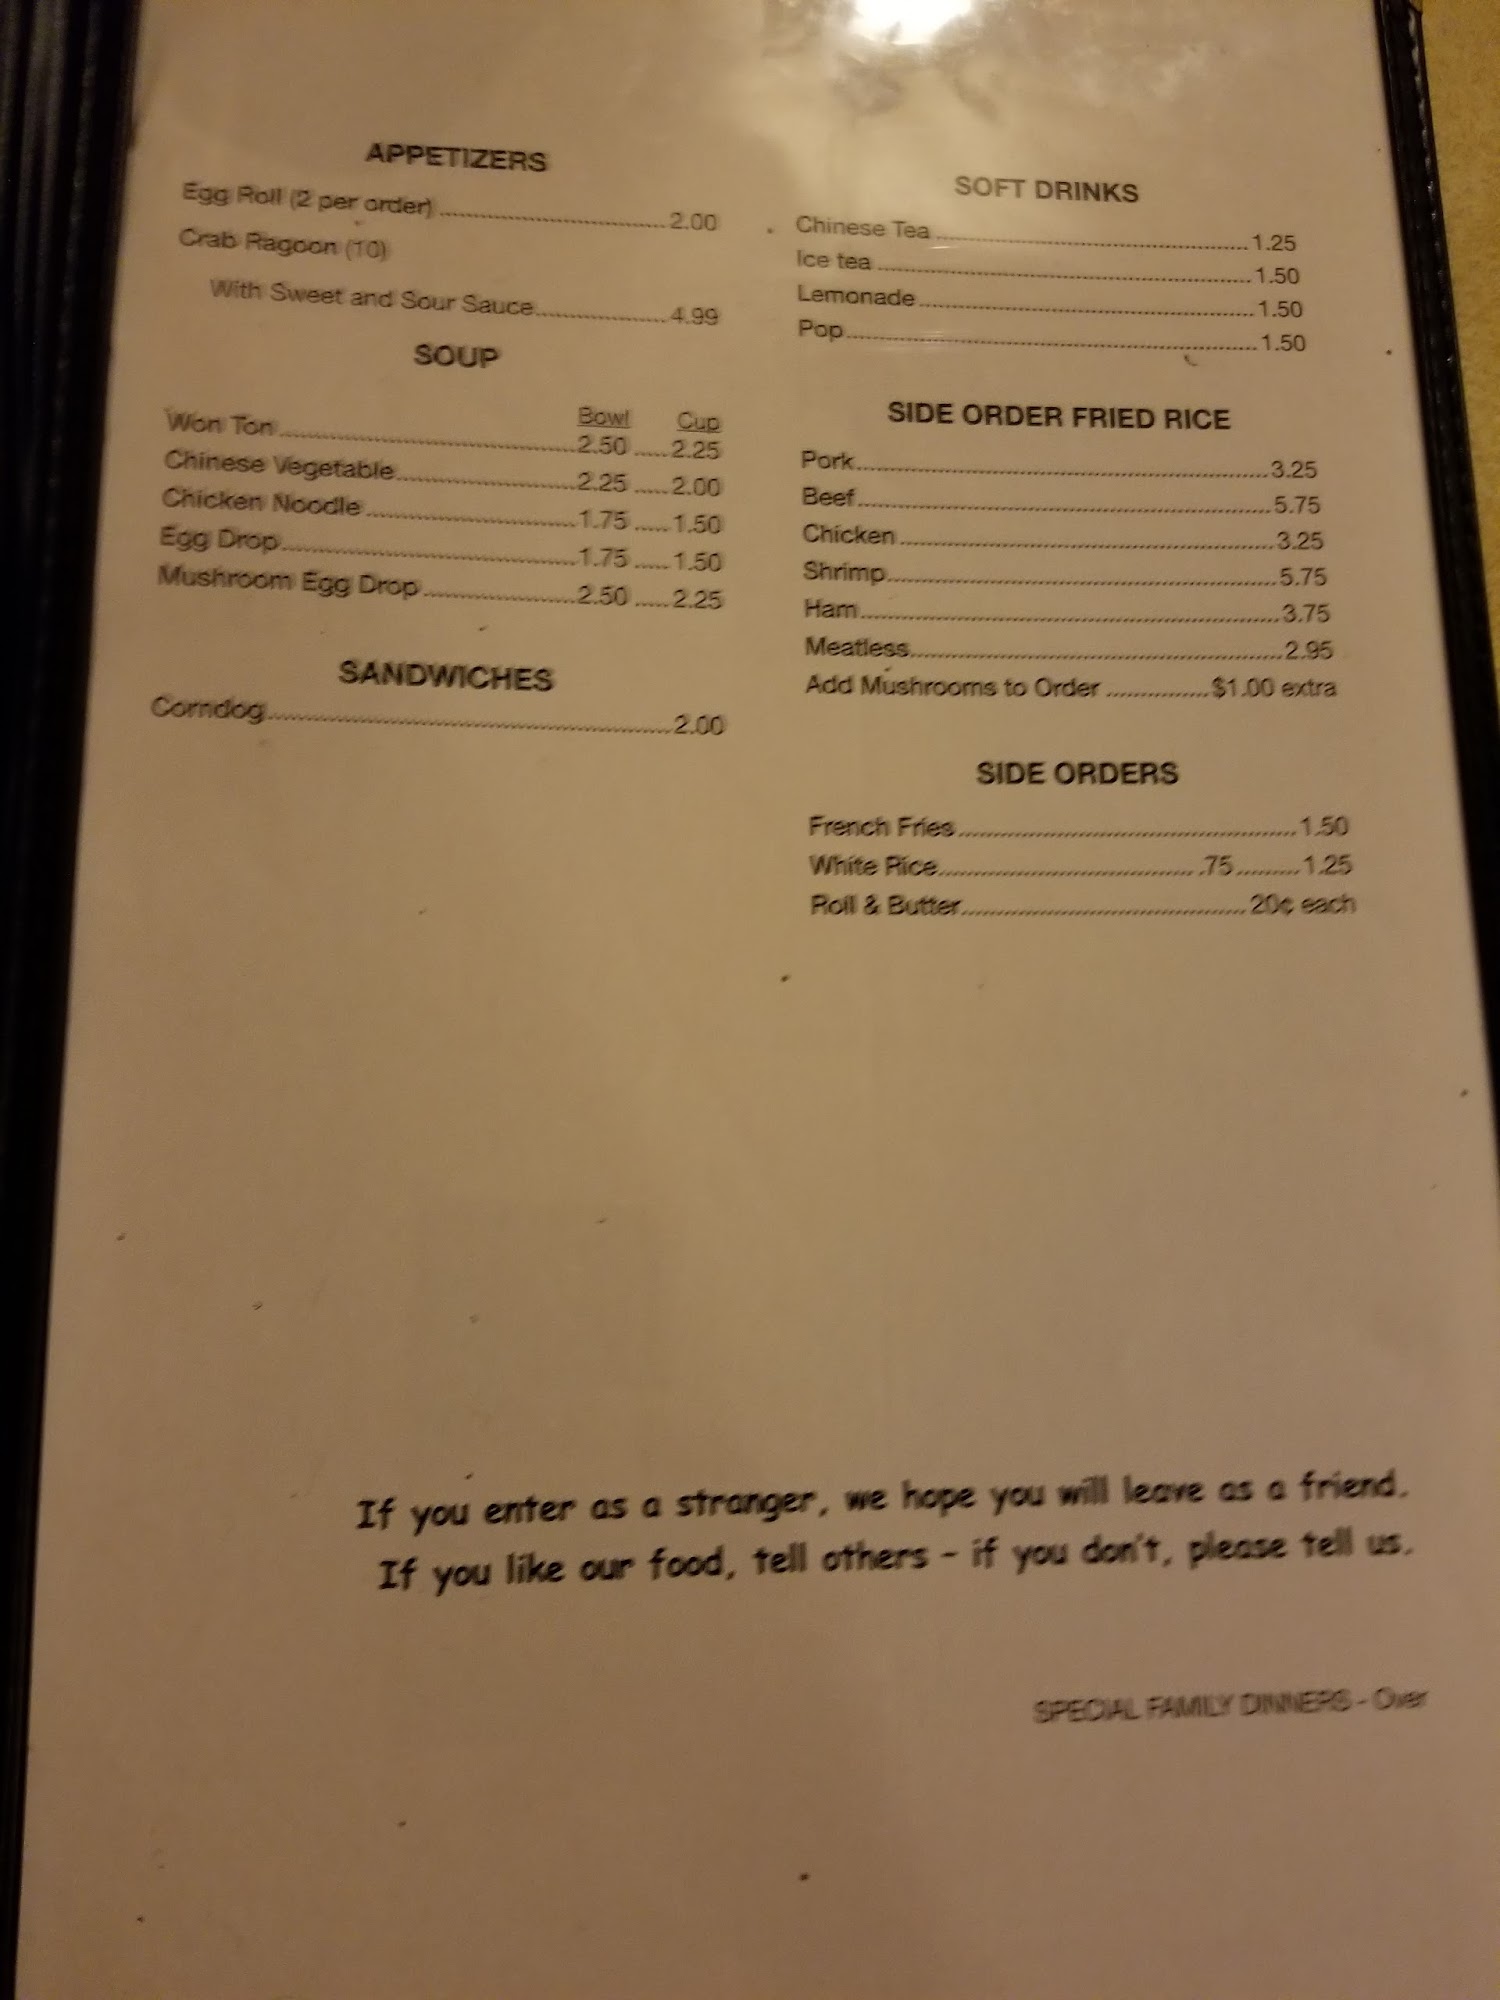 APPETIZERS
Egg Roll (2 per order) 2.00
Crab Ragoon (10)
With Sweet and Sour Sauce 4.99
SOUP
Bowl Cup
Won Ton 2.50 2.25
Chinese Vegetable 2.25 2.00
Chicken Noodle 1.75 1.50
Egg Drop 1.75 1.50
Mushroom Egg Drop 2.50 2.25
SANDWICHES
Corndog 2.00
SOFT DRINKS
Chinese Tea 1.25
Ice tea 1.50
Lemonade 1.50
Pop 1.50
SIDE ORDER FRIED RICE
Pork 3.25
Beef 5.75
Chicken 3.25
Shrimp 5.75
Ham 3.75
Meatless 2.95
Add Mushrooms to Order $1.00 extra
SIDE ORDERS
French Fries 1.50
White Rice .75 1.25
Roll & Butter 20¢ each
If you enter as a stranger, we hope you will leave as a friend.
If you like our food, tell others - if you don't, please tell us.
SPECIAL FAMILY DINNERS - Over